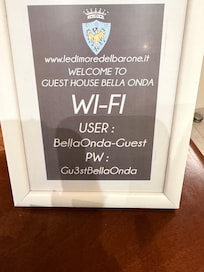 www.ledimoredelbarone.it
WELCOME TO
GUEST HOUSE BELLA ONDA
WI-FI
USER :
BellaOnda-Guest
PW :
Gu3stBellaOnda